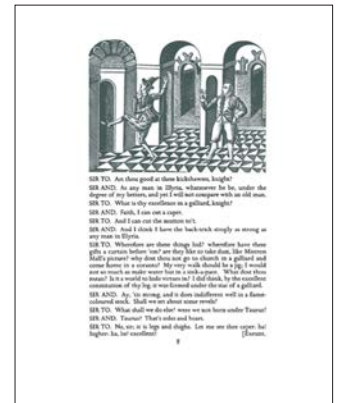 SIR TO. Art thou good at these kickshawses, knight?
SIR AND. As any man in Illyria, whatsoever he be, under the
degree of my betters, and yet I will not compare with an old man.
SIR TO. What is thy excellence in a galliard, knight?
SIR AND. Faith, I can cut a caper.
SIR TO. And I can cut the mutton to't.
SIR AND. And I think I have the back-trick simply as strong as
any man in Illyria.
SIR TO. Wherefore are these things hid? wherefore have these
gifts a curtain before 'em? are they like to take dust, like Mistress
Mall's picture? why dost thou not go to church in a galliard and
come home in a coranto? My very walk should be a jig; I would
not so much as make water but in a sink-a-pace. What dost thou
mean? Is it a world to hide virtues in? I did think, by the excellent
constitution of thy leg, it was formed under the star of a galliard.
SIR AND. Ay, 'tis strong, and it does indifferent well in a flame-
coloured stock. Shall we set about some revels?
SIR TO. What shall we do else? were we not born under Taurus?
SIR AND. Taurus! That's sides and heart.
SIR TO. No, sir; it is legs and thighs. Let me see thee caper: ha!
higher: ha, ha! excellent! [Exeunt.